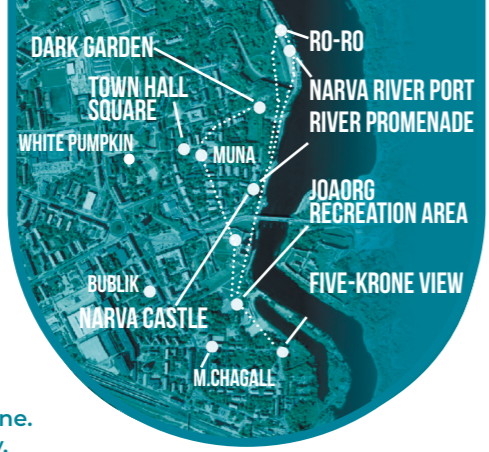 DARK GARDEN
RO-RO
TOWN HALL
SQUARE
NARVA RIVER PORT
RIVER PROMENADE
WHITE PUMPKIN
MUNA
JOAORG
RECREATION AREA
BUBLIK
FIVE-KRONE VIEW
NARVA CASTLE
M.CHAGALL
ne.